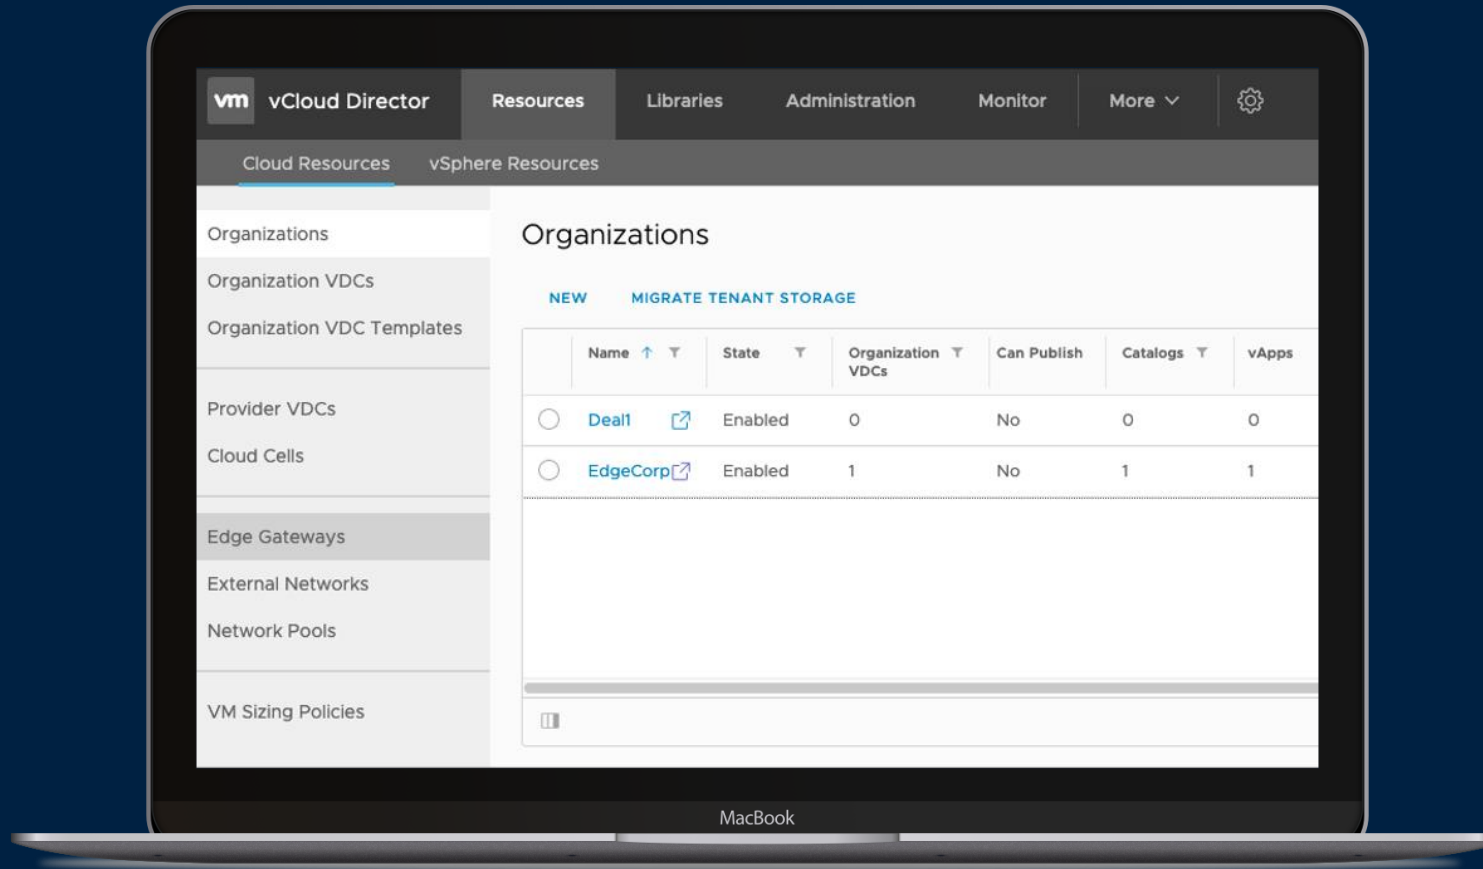 vm vCloud Director Resources Libraries Administration Monitor More
Cloud Resources vSphere Resources
Organizations
Organization VDCs
Organization VDC Templates
Provider VDCs
Cloud Cells
Edge Gateways
External Networks
Network Pools
VM Sizing Policies
Organizations
NEW MIGRATE TENANT STORAGE
Name State Organization VDCs Can Publish Catalogs vApps
Deal1 Enabled 0 No 0 0
EdgeCorp Enabled 1 No 1 1
MacBook